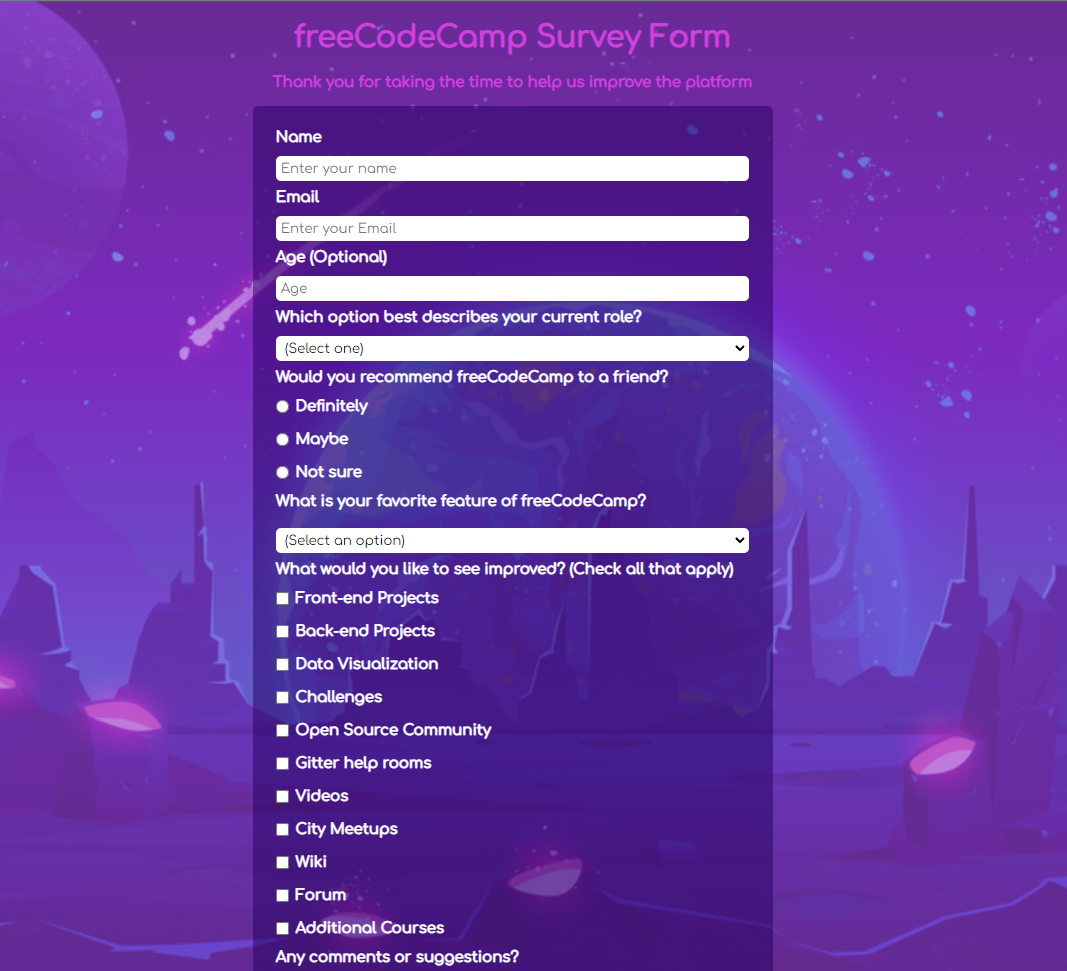 freeCodeCamp Survey Form
Thank you for taking the time to help us improve the platform
Name
Enter your name
Email
Enter your Email
Age (Optional)
Age
Which option best describes your current role?
(Select one)
Would you recommend freeCodeCamp to a friend?
Definitely
Maybe
Not sure
What is your favorite feature of freeCodeCamp?
(Select an option)
What would you like to see improved? (Check all that apply)
Front-end Projects
Back-end Projects
Data Visualization
Challenges
Open Source Community
Gitter help rooms
Videos
City Meetups
Wiki
Forum
Additional Courses
Any comments or suggestions?